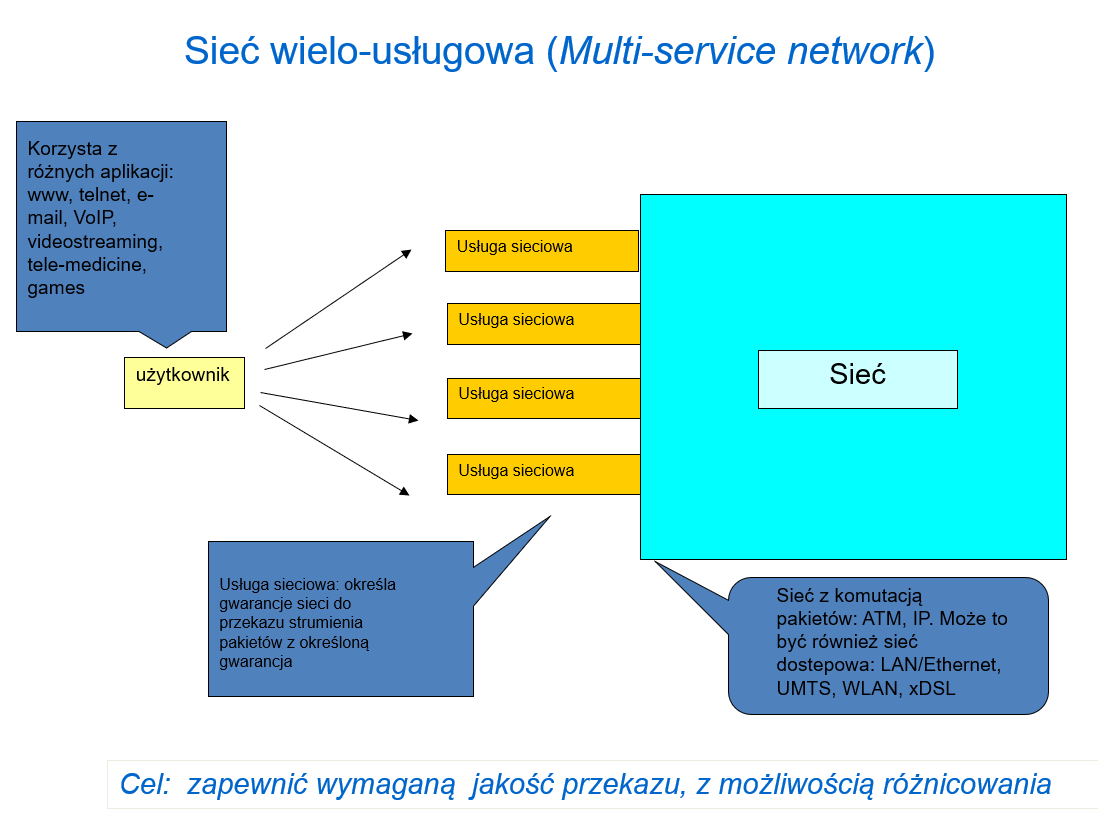 Sieć wielo-usługowa (Multi-service network)
Korzysta z
różnych aplikacji:
www, telnet, e-
mail, VoIP,
videostreaming,
tele-medicine,
games
użytkownik
Usługa sieciowa
Usługa sieciowa
Usługa sieciowa
Usługa sieciowa
Sieć
Usługa sieciowa: określa
gwarancje sieci do
przekazu strumienia
pakietów z określoną
gwarancja
Sieć z komutacją
pakietów: ATM, IP. Może to
być również sieć
dostepowa: LAN/Ethernet,
UMTS, WLAN, xDSL
Cel: zapewnić wymaganą jakość przekazu, z możliwością różnicowania